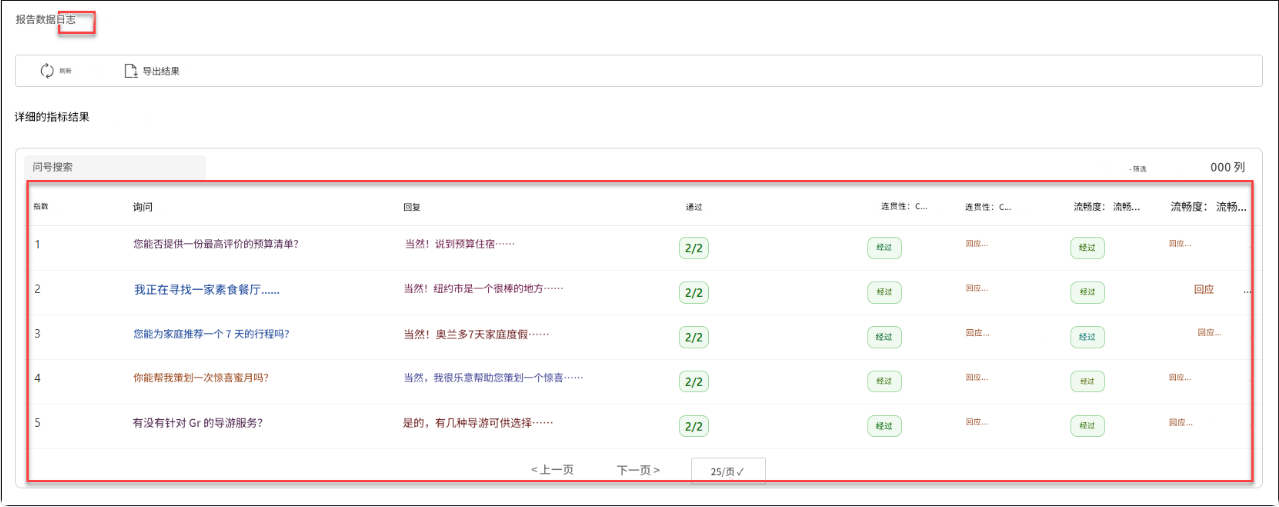 报告数据日志
刷新 导出结果
详细的指标结果
问号搜索 - 筛选 000 列
指数 询问 回复 通过 连贯性：C... 连贯性：C... 流畅度： 流畅... 流畅度： 流畅...
1 您能否提供一份最高评价的预算清单？ 当然！说到预算住宿⋯⋯ 2/2 经过 回应... 经过 回应...
2 我正在寻找一家素食餐厅...... 当然！纽约市是一个很棒的地方⋯⋯ 2/2 经过 回应... 经过 回应 ...
3 您能为家庭推荐一个 7 天的行程吗？ 当然！奥兰多7天家庭度假⋯⋯ 2/2 经过 回应... 经过 回应...
4 你能帮我策划一次惊喜蜜月吗？ 当然，我很乐意帮助您策划一个惊喜⋯⋯ 2/2 经过 回应... 经过 回应...
5 有没有针对 Gr 的导游服务？ 是的，有几种导游可供选择⋯⋯ 2/2 经过 回应... 经过 回应...
< 上一页 下一页 > 25/页 ✓